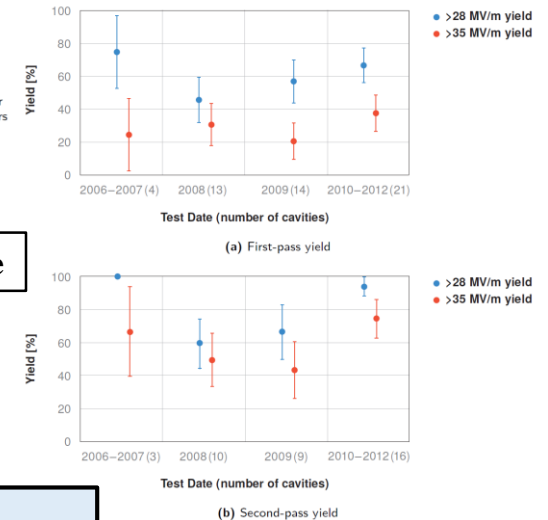 100
80
60
40
20
0
Yield [%]
>28 MV/m yield
>35 MV/m yield
2006−2007(4) 2008(13) 2009(14) 2010−2012(21)
Test Date (number of cavities)
(a) First-pass yield
100
80
60
40
20
0
Yield [%]
>28 MV/m yield
>35 MV/m yield
2006−2007(3) 2008(10) 2009(9) 2010−2012(16)
Test Date (number of cavities)
(b) Second-pass yield